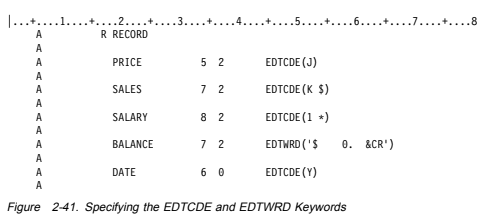 |...+....1....+....2....+....3....+....4....+....5....+....6....+....7....+....8
A R RECORD
A
A PRICE 5 2 EDTCDE(J)
A
A SALES 7 2 EDTCDE(K $)
A
A SALARY 8 2 EDTCDE(1 *)
A
A BALANCE 7 2 EDTWRD('$ 0. &CR')
A
A DATE 6 0 EDTCDE(Y)
A
Figure 2-41. Specifying the EDTCDE and EDTWRD Keywords